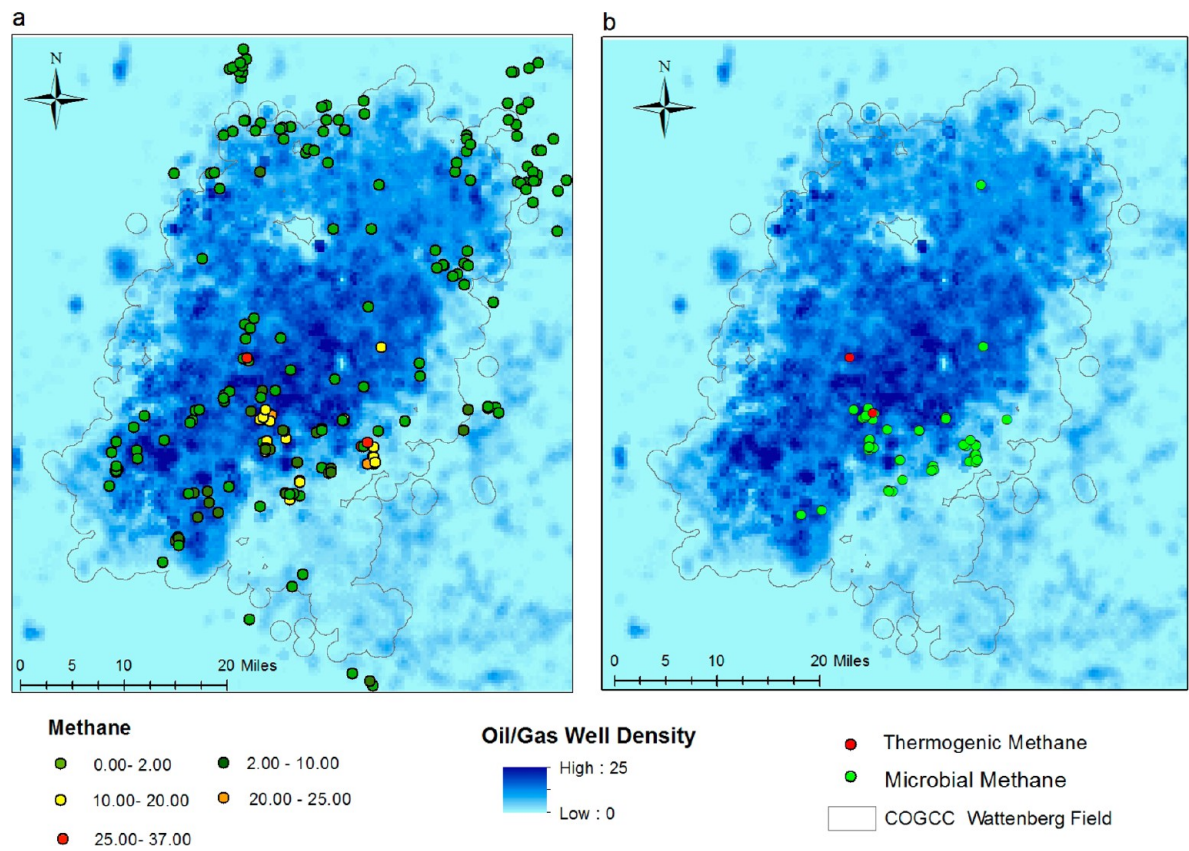 a
b
N
N
0 10 20 Miles
0 10 20 Miles
Methane
0.00- 2.00
2.00 - 10.00
10.00- 20.00
20.00 - 25.00
25.00- 37.00
Oil/Gas Well Density
High : 25
Low : 0
Thermogenic Methane
Microbial Methane
COGCC Wattenberg Field